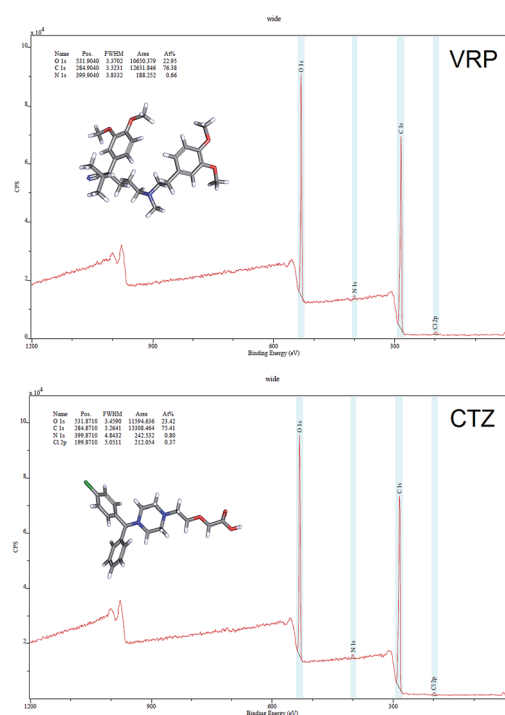 wide
x 10⁴
VRP
Name Pos. FWHM Area At%
O 1s 531.9040 3.3702 10650.379 22.95
C 1s 284.9040 3.3231 12631.846 76.38
N 1s 399.9040 3.8332 188.252 0.66
O 1s
C 1s
N 1s
Cl 2p
10
8
6
4
2
CPS
1200 900 600 300
Binding Energy (eV)
wide
x 10⁴
CTZ
Name Pos. FWHM Area At%
O 1s 531.8710 3.4590 11594.636 23.42
C 1s 284.8710 3.2641 13308.464 75.41
N 1s 399.8710 4.8432 242.532 0.80
Cl 2p 199.8710 5.0511 212.054 0.37
O 1s
C 1s
N 1s
Cl 2p
10
8
6
4
2
CPS
1200 900 600 300
Binding Energy (eV)